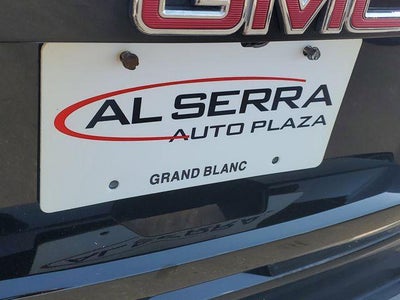 GMC
AL SERRA
AUTO PLAZA
GRAND BLANC